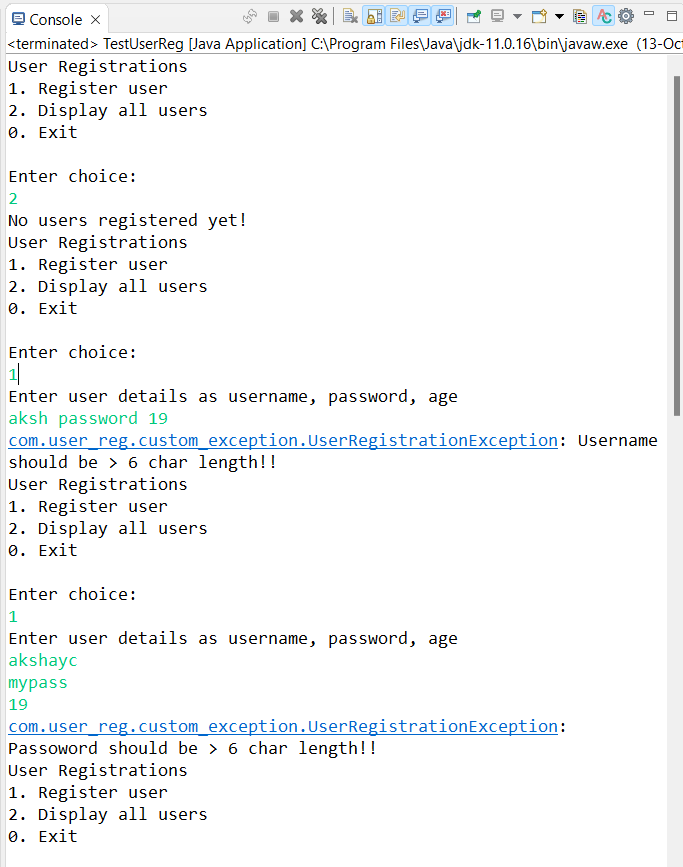 Console
<terminated> TestUserReg [Java Application] C:\Program Files\Java\jdk-11.0.16\bin\javaw.exe (13-Oct
User Registrations
1. Register user
2. Display all users
0. Exit
Enter choice:
2
No users registered yet!
User Registrations
1. Register user
2. Display all users
0. Exit
Enter choice:
1
Enter user details as username, password, age
aksh password 19
com.user_reg.custom_exception.UserRegistrationException: Username
should be > 6 char length!!
User Registrations
1. Register user
2. Display all users
0. Exit
Enter choice:
1
Enter user details as username, password, age
akshayc
mypass
19
com.user_reg.custom_exception.UserRegistrationException:
Passoword should be > 6 char length!!
User Registrations
1. Register user
2. Display all users
0. Exit